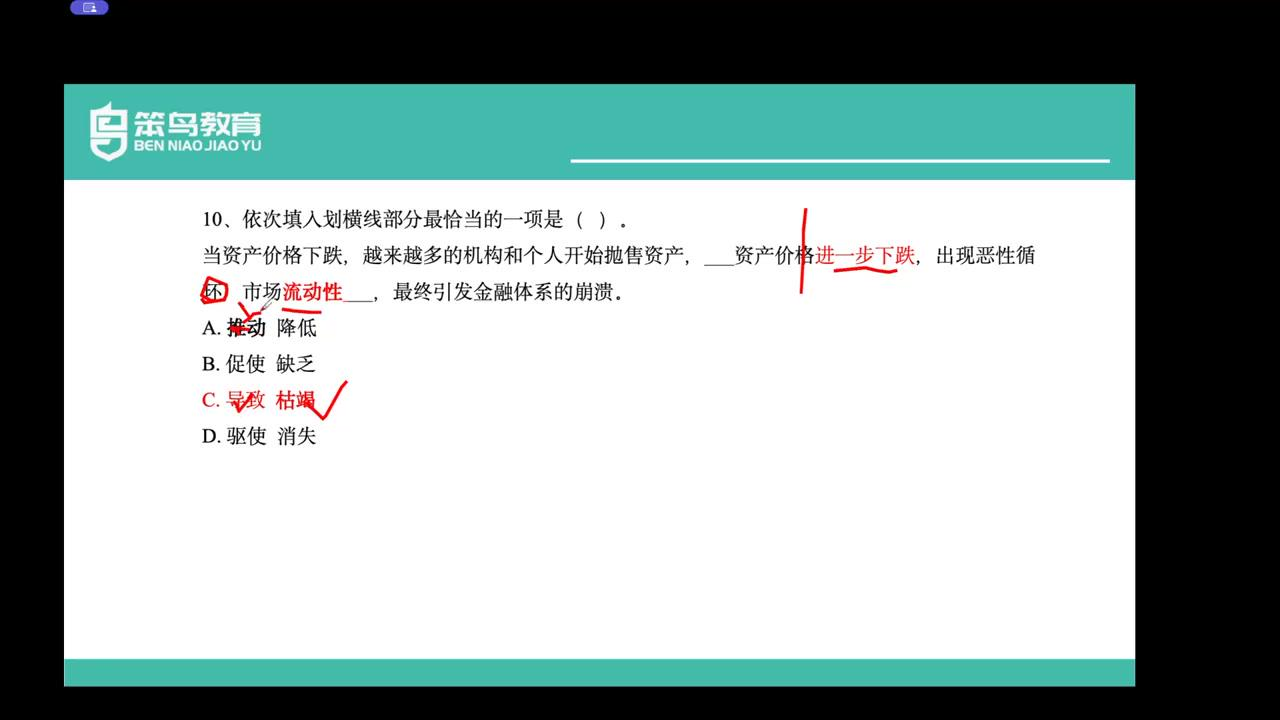 笨鸟教育
BEN NIAO JIAO YU
10、依次填入划横线部分最恰当的一项是（ ）。
当资产价格下跌，越来越多的机构和个人开始抛售资产，___资产价格进一步下跌，出现恶性循
环，市场流动性___，最终引发金融体系的崩溃。
A. 推动 降低
B. 促使 缺乏
C. 导致 枯竭
D. 驱使 消失